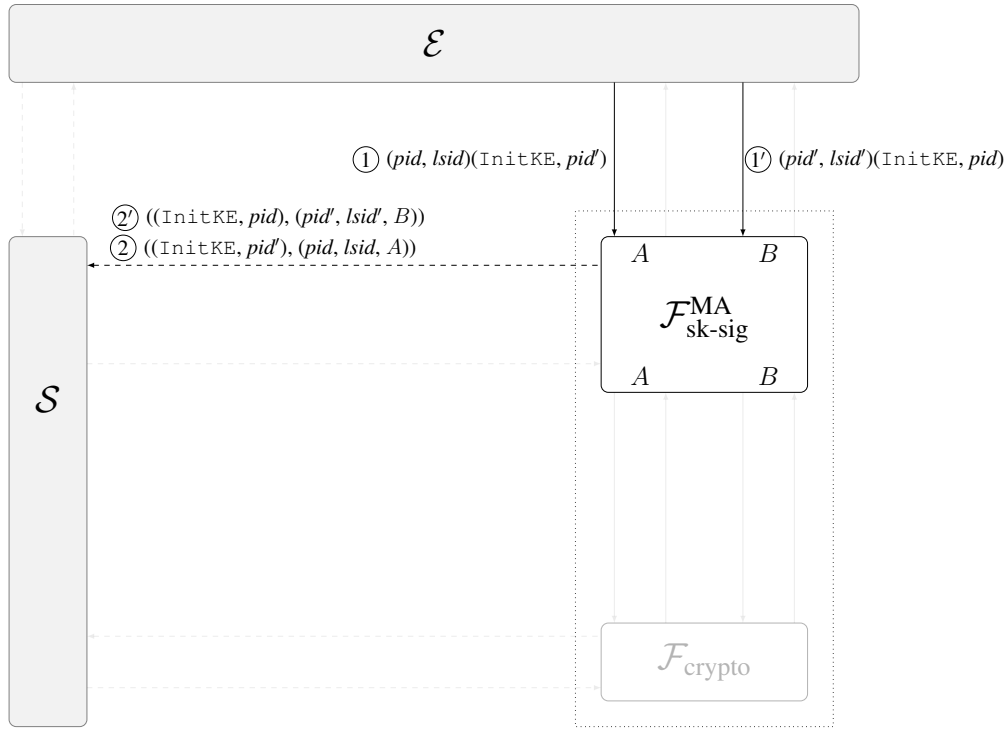 ℰ
① (pid, lsid)(InitKE, pid′)
①′ (pid′, lsid′)(InitKE, pid)
②′ ((InitKE, pid), (pid′, lsid′, B))
② ((InitKE, pid′), (pid, lsid, A))
A B
ℱ^MA_sk-sig
A B
𝒮
ℱ_crypto